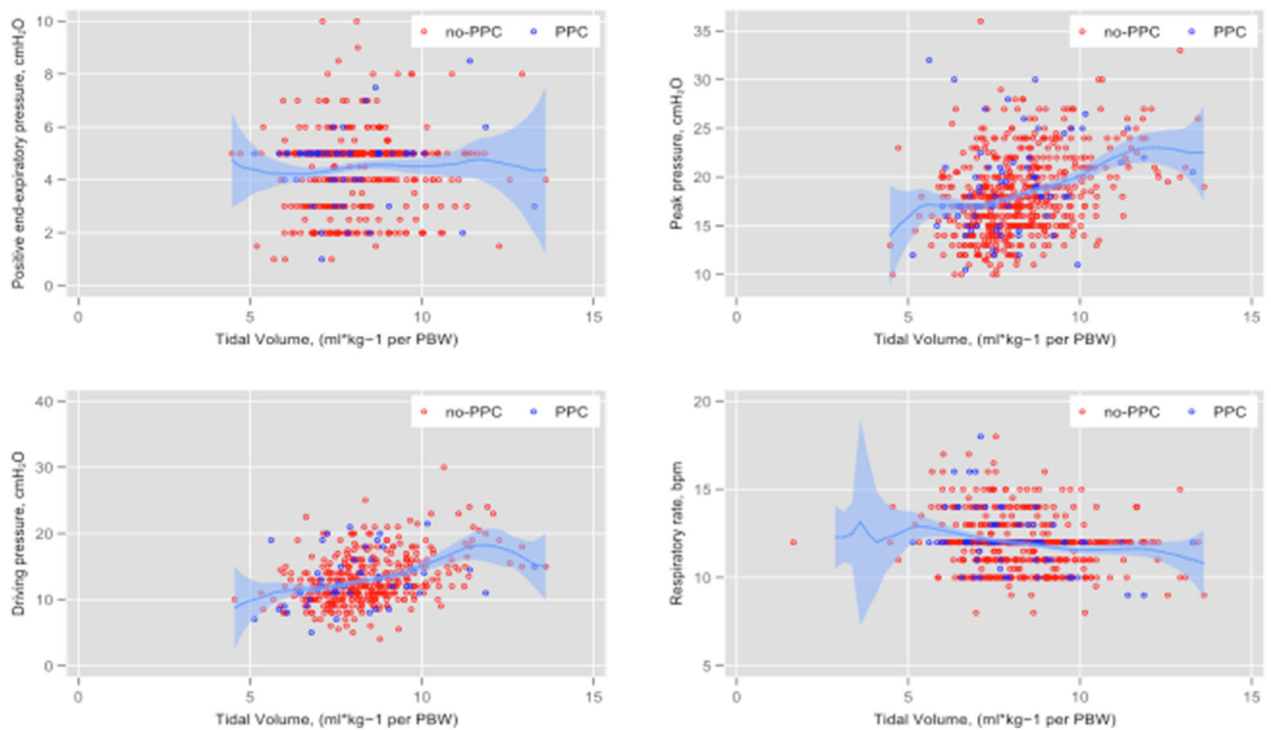 Positive end-expiratory pressure, cmH₂O
10
8
6
4
2
0
no-PPC PPC
0 5 10 15
Tidal Volume, (ml*kg−1 per PBW)
Peak pressure, cmH₂O
35
30
25
20
15
10
no-PPC PPC
0 5 10 15
Tidal Volume, (ml*kg−1 per PBW)
Driving pressure, cmH₂O
40
30
20
10
0
no-PPC PPC
0 5 10 15
Tidal Volume, (ml*kg−1 per PBW)
Respiratory rate, bpm
20
15
10
5
no-PPC PPC
0 5 10 15
Tidal Volume, (ml*kg−1 per PBW)